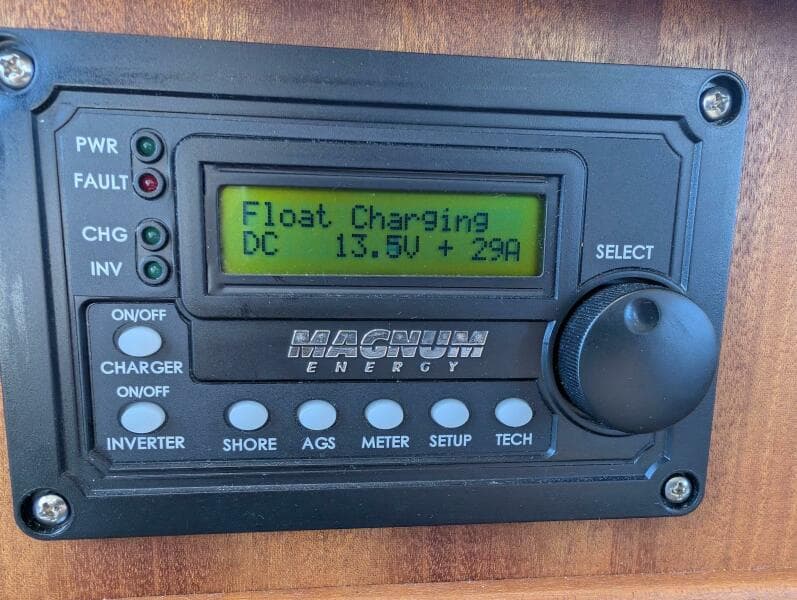 PWR
FAULT
CHG
INV
Float Charging
DC 13.5V + 29A
SELECT
ON/OFF
CHARGER
ON/OFF
INVERTER
MAGNUM
ENERGY
SHORE
AGS
METER
SETUP
TECH